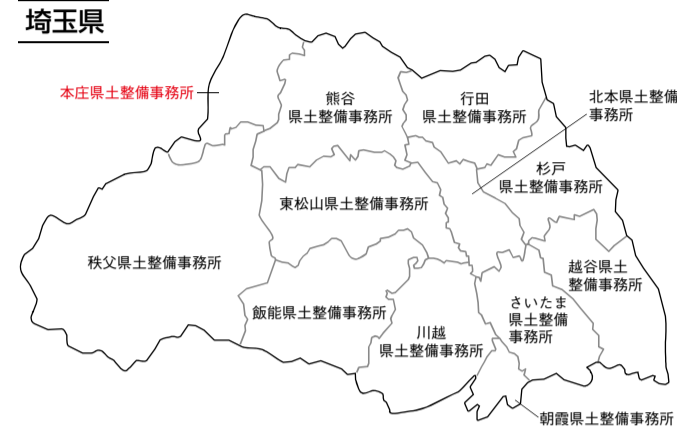 埼玉県
本庄県土整備事務所
熊谷
県土整備事務所
行田
県土整備事務所
北本県土整備
事務所
杉戸
県土整備事務所
東松山県土整備事務所
秩父県土整備事務所
越谷県土
整備事務所
飯能県土整備事務所
さいたま
県土整備
事務所
川越
県土整備事務所
朝霞県土整備事務所